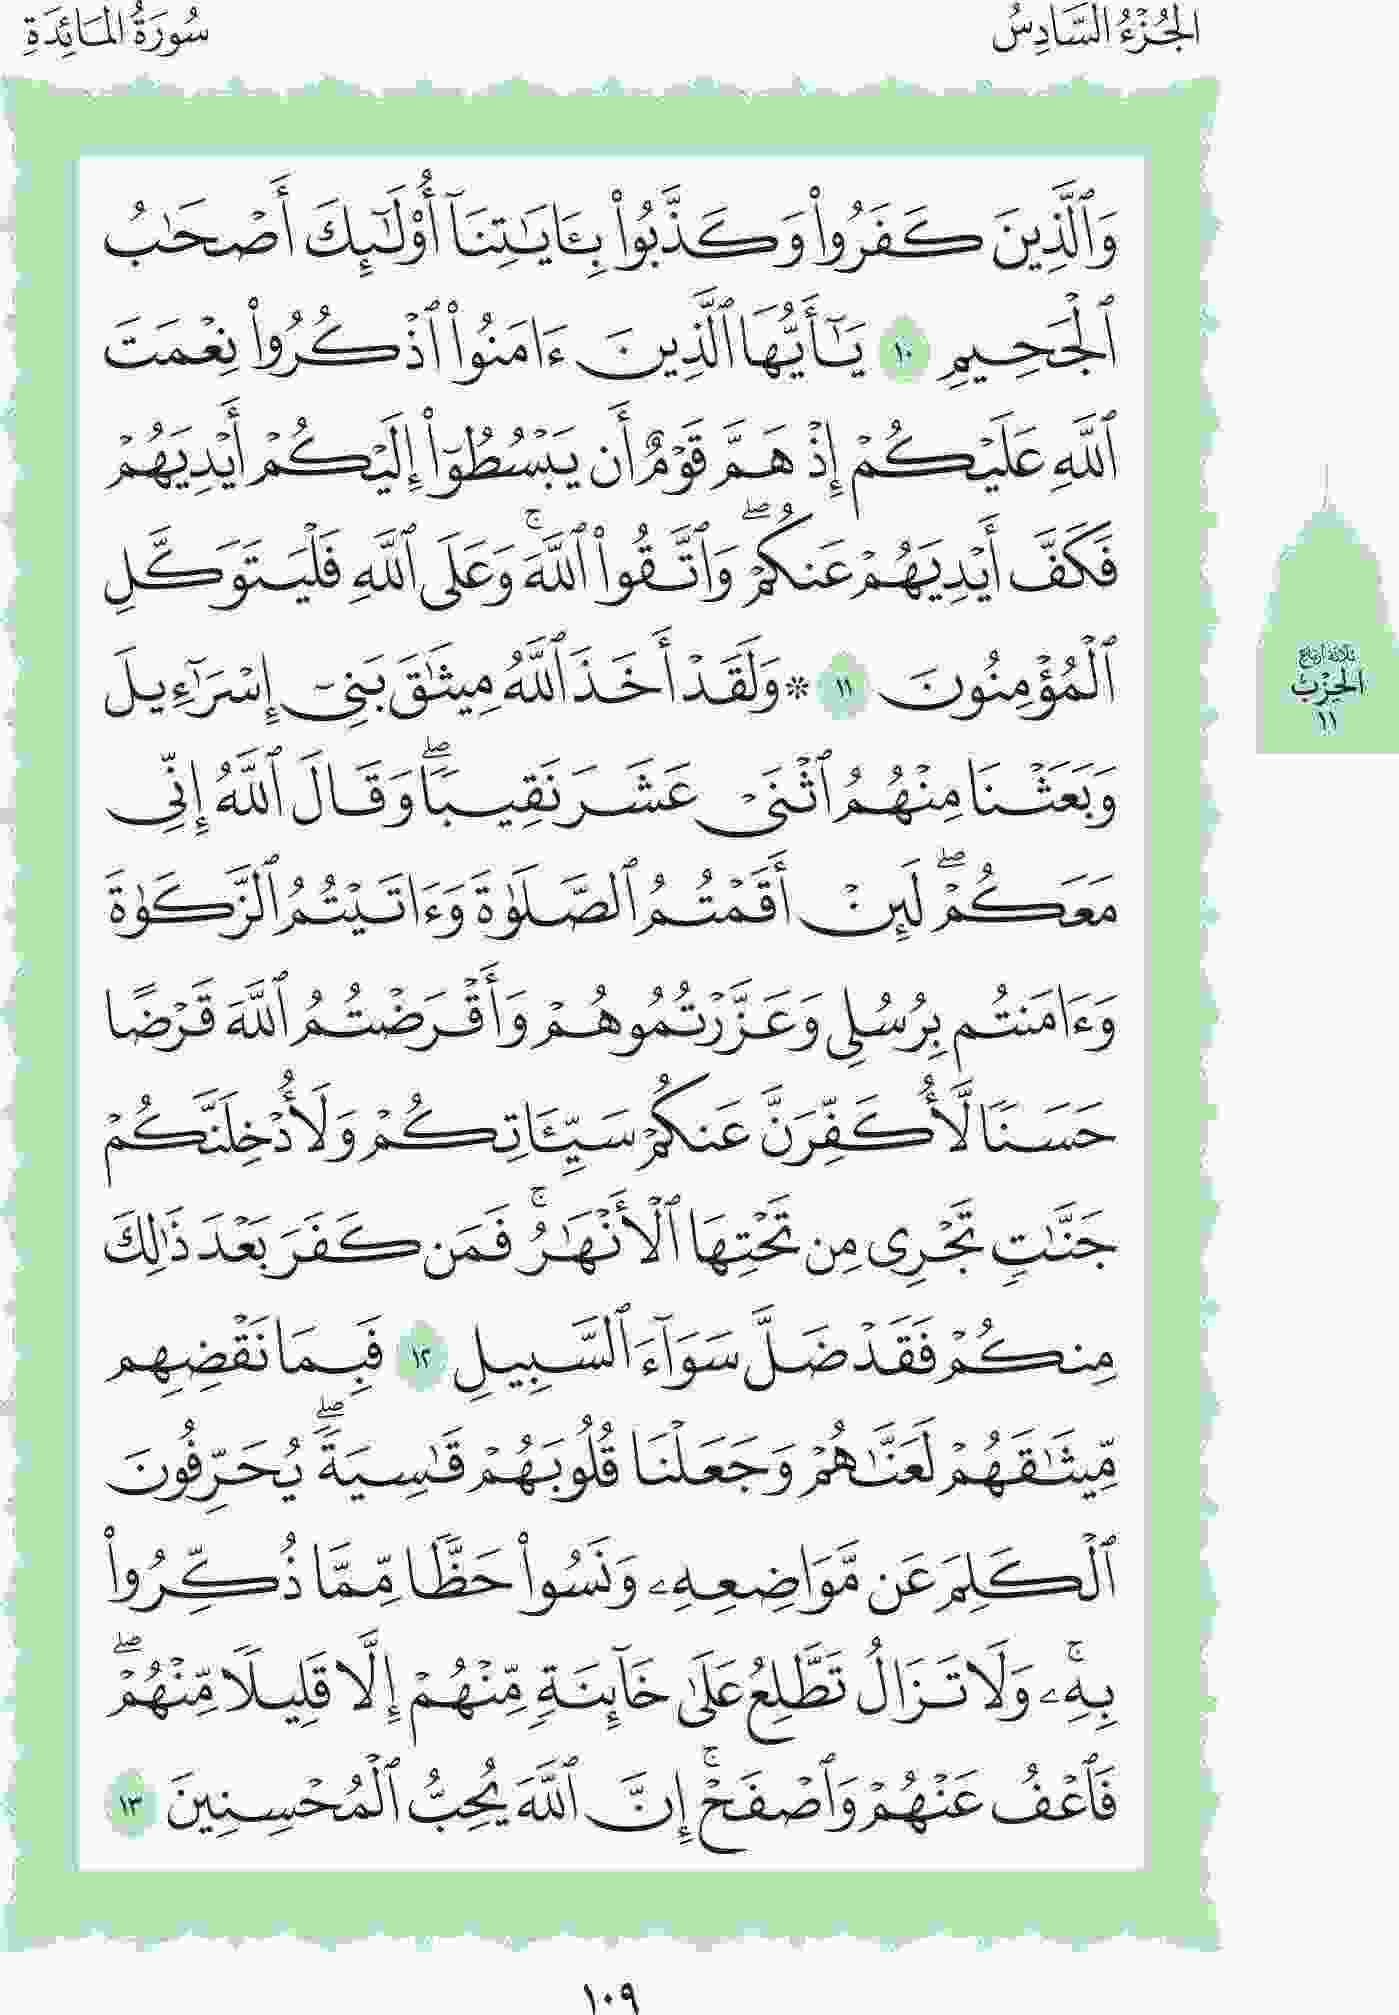 الجُزْءُ السَّادِسُ
سُورَةُ المَائِدَةِ
وَٱلَّذِينَ كَفَرُواْ وَكَذَّبُواْ بِـَٔايَٰتِنَآ أُوْلَٰٓئِكَ أَصْحَٰبُ
ٱلْجَحِيمِ ١٠ يَٰٓأَيُّهَا ٱلَّذِينَ ءَامَنُواْ ٱذْكُرُواْ نِعْمَتَ
ٱللَّهِ عَلَيْكُمْ إِذْ هَمَّ قَوْمٌ أَن يَبْسُطُوٓاْ إِلَيْكُمْ أَيْدِيَهُمْ
فَكَفَّ أَيْدِيَهُمْ عَنكُمْۖ وَٱتَّقُواْ ٱللَّهَۚ وَعَلَى ٱللَّهِ فَلْيَتَوَكَّلِ
ٱلْمُؤْمِنُونَ ١١ ۞ وَلَقَدْ أَخَذَ ٱللَّهُ مِيثَٰقَ بَنِيٓ إِسْرَٰٓءِيلَ
وَبَعَثْنَا مِنْهُمُ ٱثْنَيْ عَشَرَ نَقِيبًاۖ وَقَالَ ٱللَّهُ إِنِّي
مَعَكُمْۖ لَئِنْ أَقَمْتُمُ ٱلصَّلَوٰةَ وَءَاتَيْتُمُ ٱلزَّكَوٰةَ
وَءَامَنتُم بِرُسُلِي وَعَزَّرْتُمُوهُمْ وَأَقْرَضْتُمُ ٱللَّهَ قَرْضًا
حَسَنًا لَّأُكَفِّرَنَّ عَنكُمْ سَيِّـَٔاتِكُمْ وَلَأُدْخِلَنَّكُمْ
جَنَّٰتٍ تَجْرِي مِن تَحْتِهَا ٱلْأَنْهَٰرُۚ فَمَن كَفَرَ بَعْدَ ذَٰلِكَ
مِنكُمْ فَقَدْ ضَلَّ سَوَآءَ ٱلسَّبِيلِ ١٢ فَبِمَا نَقْضِهِم
مِّيثَٰقَهُمْ لَعَنَّٰهُمْ وَجَعَلْنَا قُلُوبَهُمْ قَٰسِيَةًۖ يُحَرِّفُونَ
ٱلْكَلِمَ عَن مَّوَاضِعِهِۦ وَنَسُواْ حَظًّا مِّمَّا ذُكِّرُواْ
بِهِۦۚ وَلَا تَزَالُ تَطَّلِعُ عَلَىٰ خَآئِنَةٍ مِّنْهُمْ إِلَّا قَلِيلًا مِّنْهُمْۖ
فَٱعْفُ عَنْهُمْ وَٱصْفَحْۚ إِنَّ ٱللَّهَ يُحِبُّ ٱلْمُحْسِنِينَ ١٣
ثلاثة أرباع
الحِزْب
١١
١٠٩